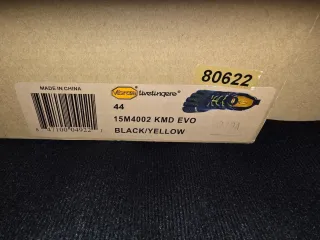 80622
MADE IN CHINA
vibram fivefingers®
44
15M4002 KMD EVO
BLACK/YELLOW